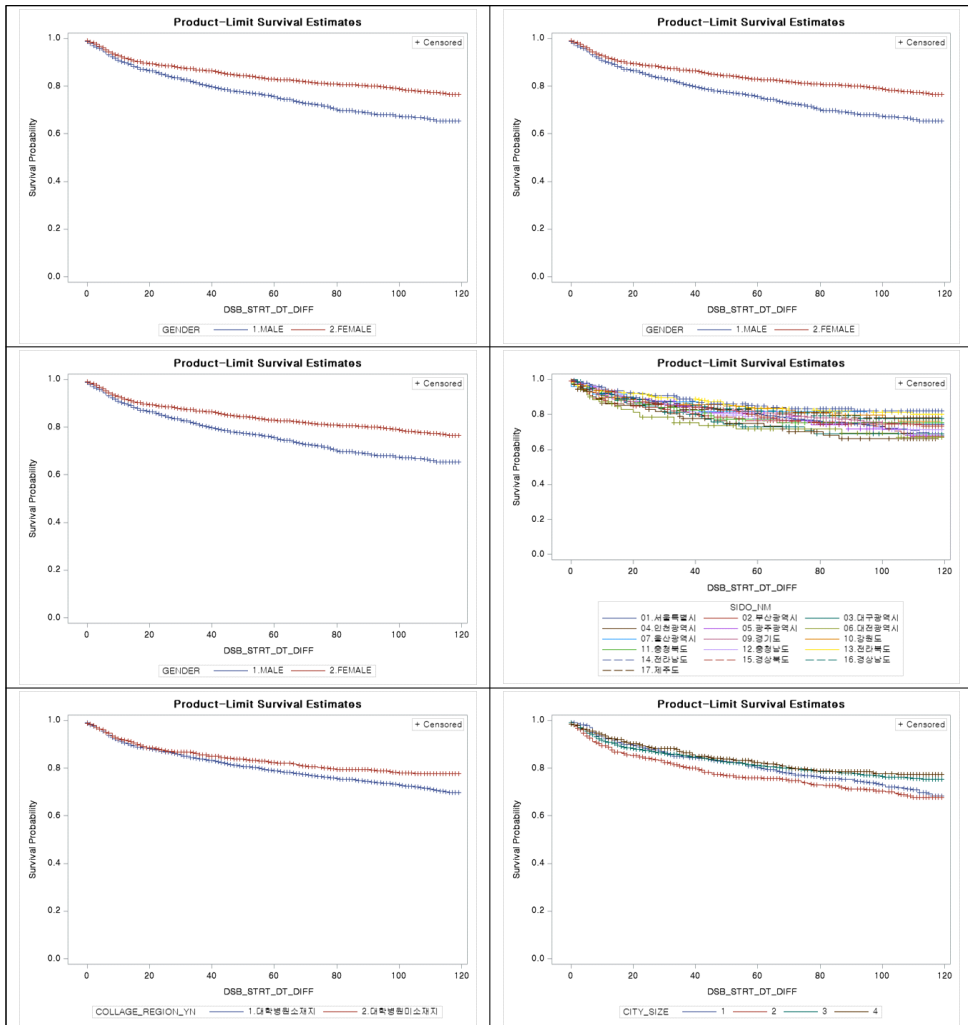 Product-Limit Survival Estimates
+ Censored
Survival Probability
1.0
0.8
0.6
0.4
0.2
0.0
0 20 40 60 80 100 120
DSB_STRT_DT_DIFF
GENDER 1.MALE 2.FEMALE
Product-Limit Survival Estimates
+ Censored
Survival Probability
1.0
0.8
0.6
0.4
0.2
0.0
0 20 40 60 80 100 120
DSB_STRT_DT_DIFF
GENDER 1.MALE 2.FEMALE
Product-Limit Survival Estimates
+ Censored
Survival Probability
1.0
0.8
0.6
0.4
0.2
0.0
0 20 40 60 80 100 120
DSB_STRT_DT_DIFF
GENDER 1.MALE 2.FEMALE
Product-Limit Survival Estimates
+ Censored
Survival Probability
1.0
0.8
0.6
0.4
0.2
0.0
0 20 40 60 80 100 120
DSB_STRT_DT_DIFF
SIDO_NM
01.서울특별시 02.부산광역시 03.대구광역시
04.인천광역시 05.광주광역시 06.대전광역시
07.울산광역시 09.경기도 10.강원도
11.충청북도 12.충청남도 13.전라북도
14.전라남도 15.경상북도 16.경상남도
17.제주도
Product-Limit Survival Estimates
+ Censored
Survival Probability
1.0
0.8
0.6
0.4
0.2
0.0
0 20 40 60 80 100 120
DSB_STRT_DT_DIFF
COLLAGE_REGION_YN 1.대학병원소재지 2.대학병원미소재지
Product-Limit Survival Estimates
+ Censored
Survival Probability
1.0
0.8
0.6
0.4
0.2
0.0
0 20 40 60 80 100 120
DSB_STRT_DT_DIFF
CITY_SIZE 1 2 3 4